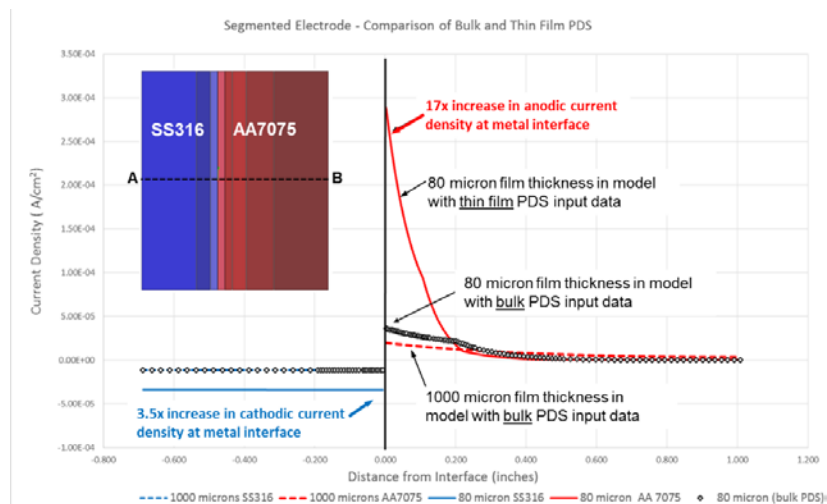 Segmented Electrode - Comparison of Bulk and Thin Film PDS
3.50E-04
3.00E-04
2.50E-04
2.00E-04
1.50E-04
1.00E-04
5.00E-05
0.00E+00
-5.00E-05
-1.00E-04
Current Density ( A/cm²)
SS316
AA7075
A
B
17x increase in anodic current
density at metal interface
80 micron film thickness in model
with thin film PDS input data
80 micron film thickness in model
with bulk PDS input data
1000 micron film thickness in
model with bulk PDS input data
3.5x increase in cathodic current
density at metal interface
-0.800
-0.600
-0.400
-0.200
0.000
0.200
0.400
0.600
0.800
1.000
1.200
Distance from Interface (inches)
1000 microns SS316
1000 microns AA7075
80 micron SS316
80 micron AA 7075
80 micron (bulk PDS)